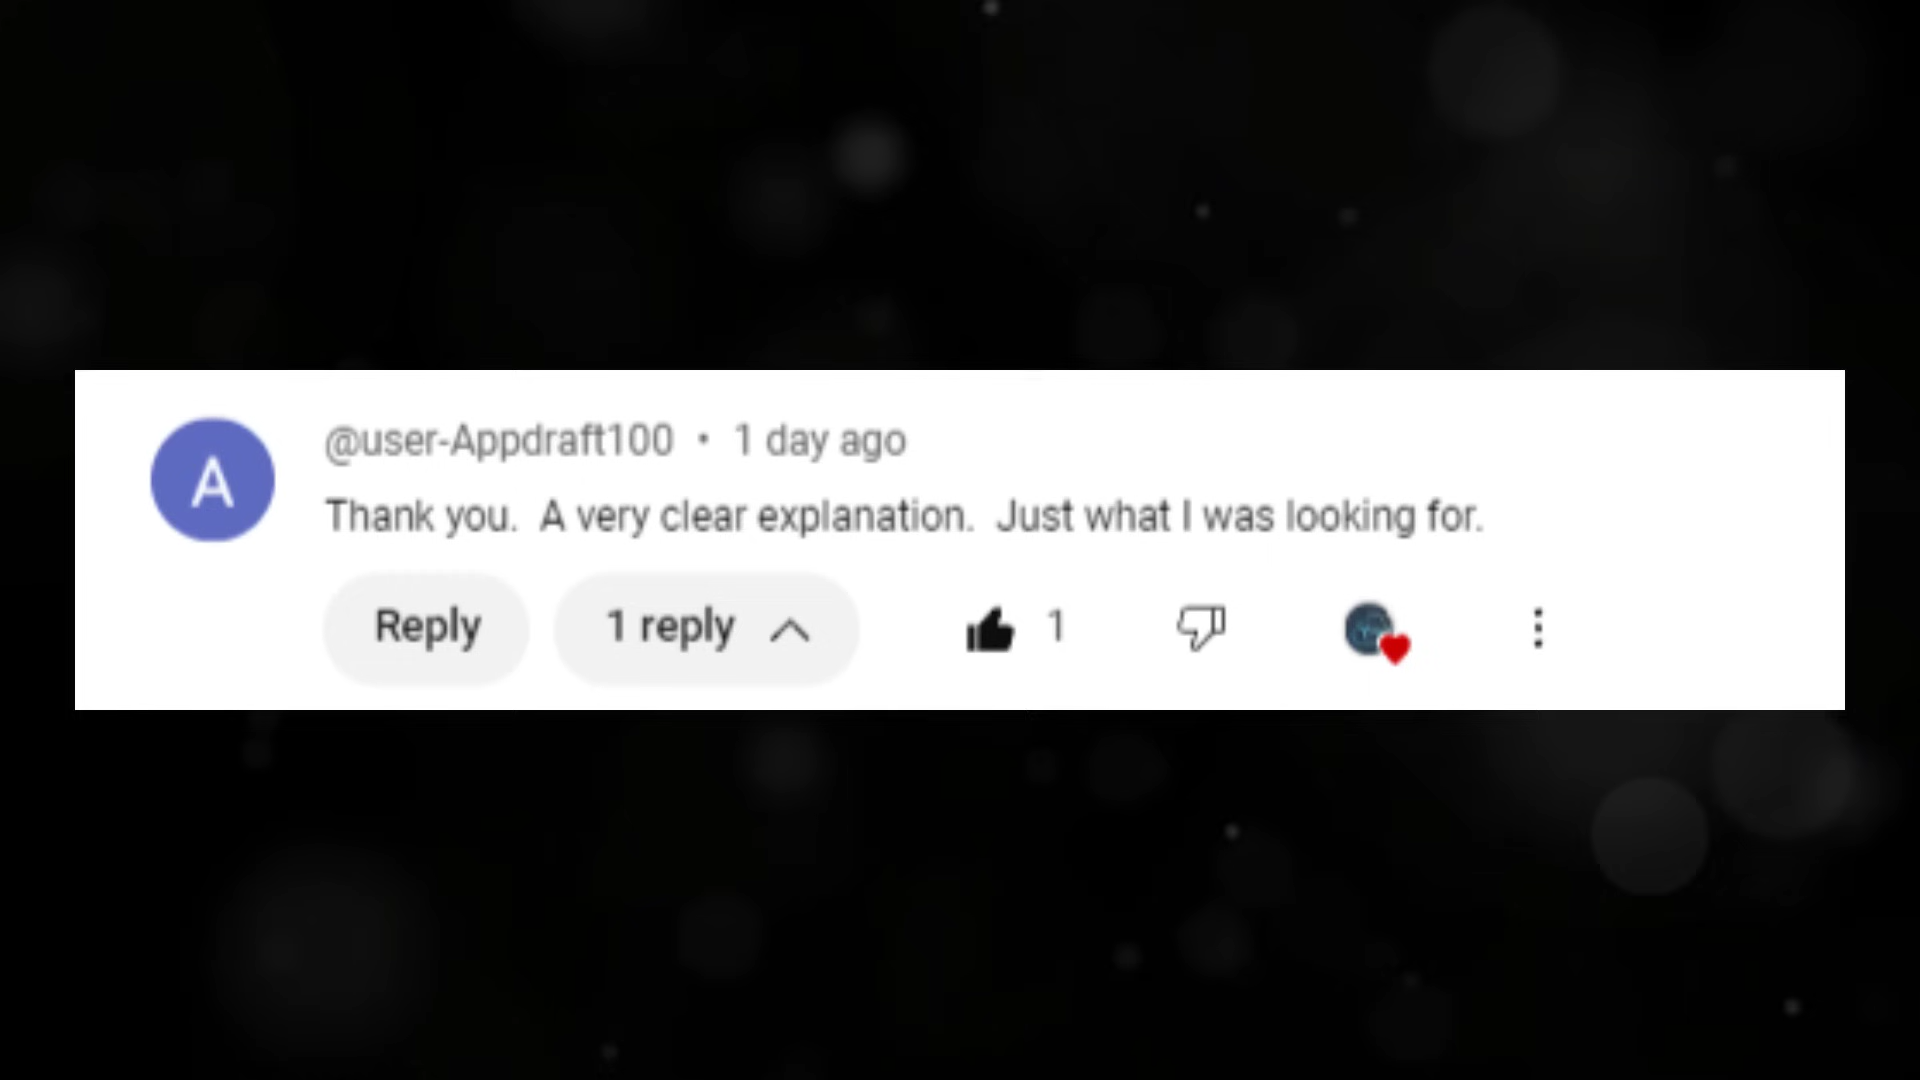 A
@user-Appdraft100 • 1 day ago
Thank you.  A very clear explanation.  Just what I was looking for.
Reply 1 reply 1